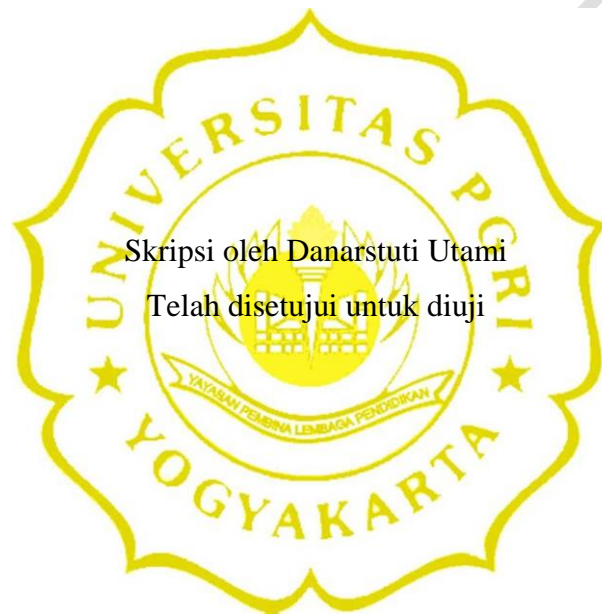 UNIVERSITAS PGRI
Skripsi oleh Danarstuti Utami
Telah disetujui untuk diuji
YAYASAN PEMBINA LEMBAGA PENDIDIKAN
YOGYAKARTA